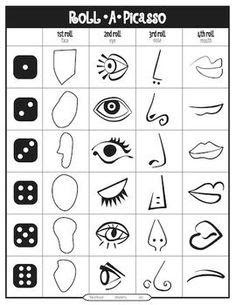 Roll • A • Picasso
1st roll 2nd roll 3rd roll 4th roll
face eye nose mouth